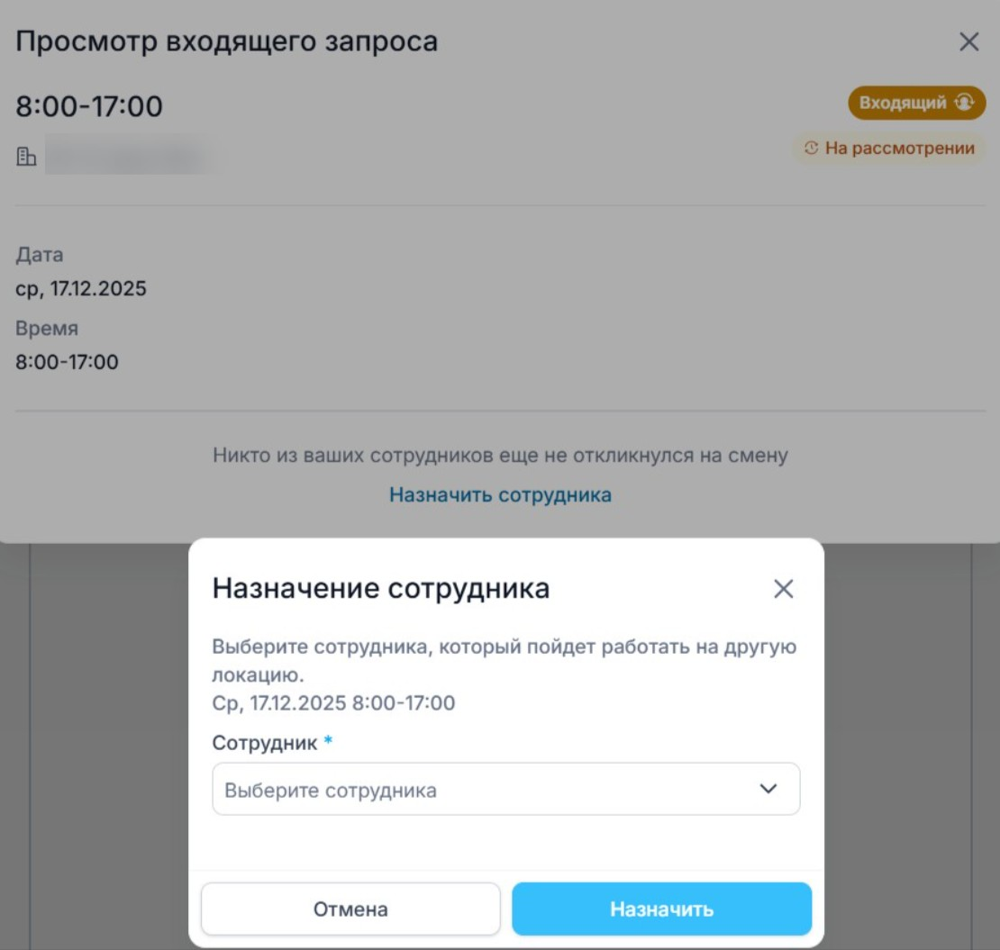 Просмотр входящего запроса
8:00-17:00
Входящий
На рассмотрении
Дата
ср, 17.12.2025
Время
8:00-17:00
Никто из ваших сотрудников еще не откликнулся на смену
Назначить сотрудника
Назначение сотрудника
Выберите сотрудника, который пойдет работать на другую
локацию.
Ср, 17.12.2025 8:00-17:00
Сотрудник *
Выберите сотрудника
Отмена
Назначить